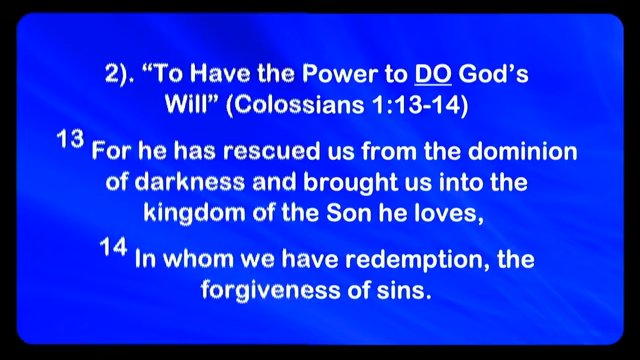 2). “To Have the Power to DO God’s
Will” (Colossians 1:13-14)
13 For he has rescued us from the dominion
of darkness and brought us into the
kingdom of the Son he loves,
14 In whom we have redemption, the
forgiveness of sins.